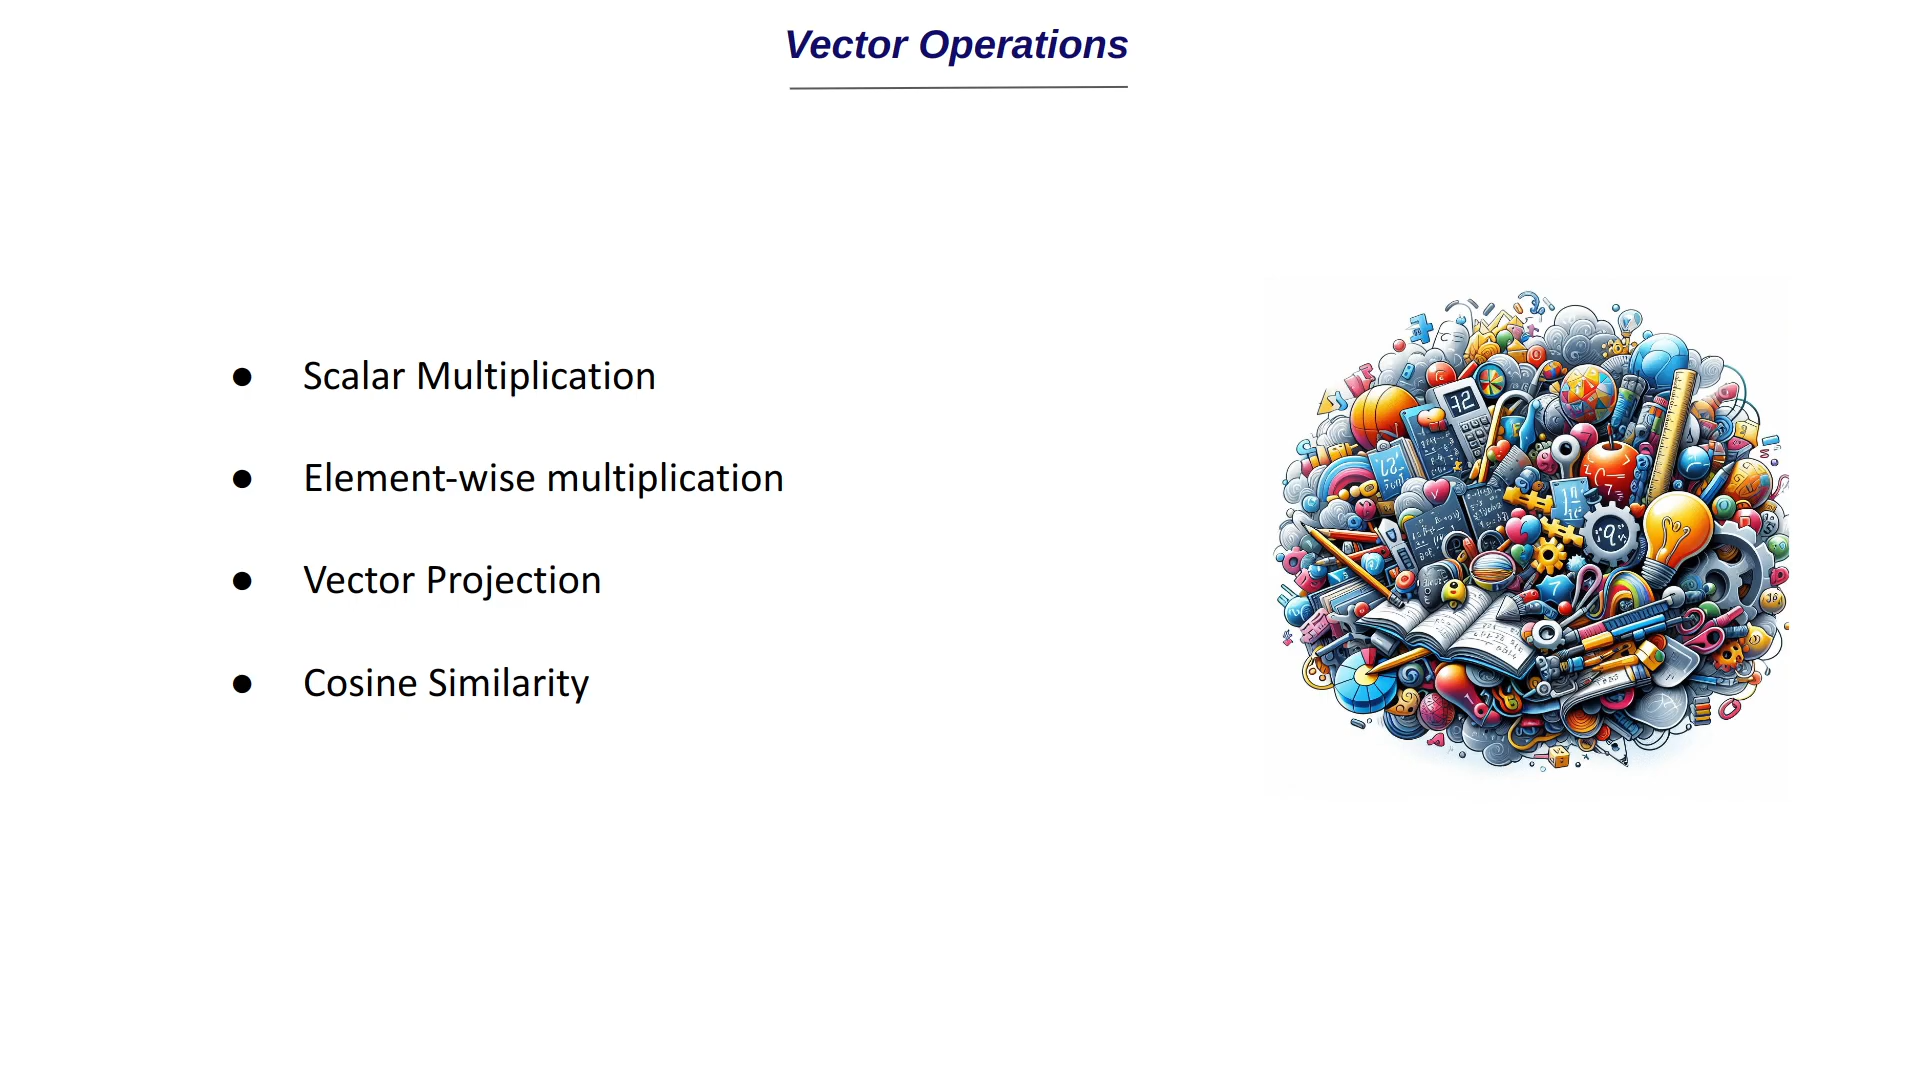 Vector Operations
● Scalar Multiplication
● Element-wise multiplication
● Vector Projection
● Cosine Similarity